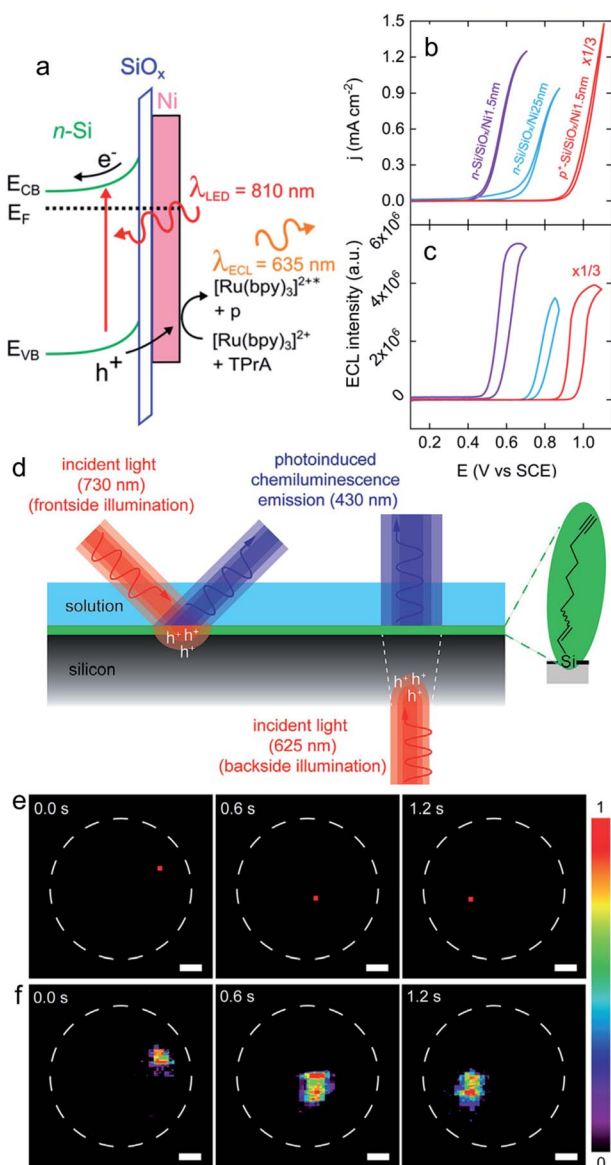 a
SiOₓ
Ni
n-Si
e⁻
E_CB
E_F
λ_LED = 810 nm
λ_ECL = 635 nm
[Ru(bpy)₃]²⁺*
+ p
[Ru(bpy)₃]²⁺
+ TPrA
E_VB
h⁺
b
1.5
1.2
0.9
0.6
0.3
0.0
j (mA cm⁻²)
n-Si/SiOₓ/Ni1.5nm
n-Si/SiOₓ/Ni25nm
p⁺-Si/SiOₓ/Ni1.5nm
x1/3
c
6x10⁶
4x10⁶
2x10⁶
0
ECL intensity (a.u.)
x1/3
0.2 0.4 0.6 0.8 1.0
E (V vs SCE)
d
incident light
(730 nm)
(frontside illumination)
photoinduced
chemiluminescence
emission (430 nm)
solution
h⁺ h⁺
h⁺
silicon
h⁺ h⁺
h⁺
incident light
(625 nm)
(backside illumination)
Si
e
0.0 s
0.6 s
1.2 s
1
f
0.0 s
0.6 s
1.2 s
0